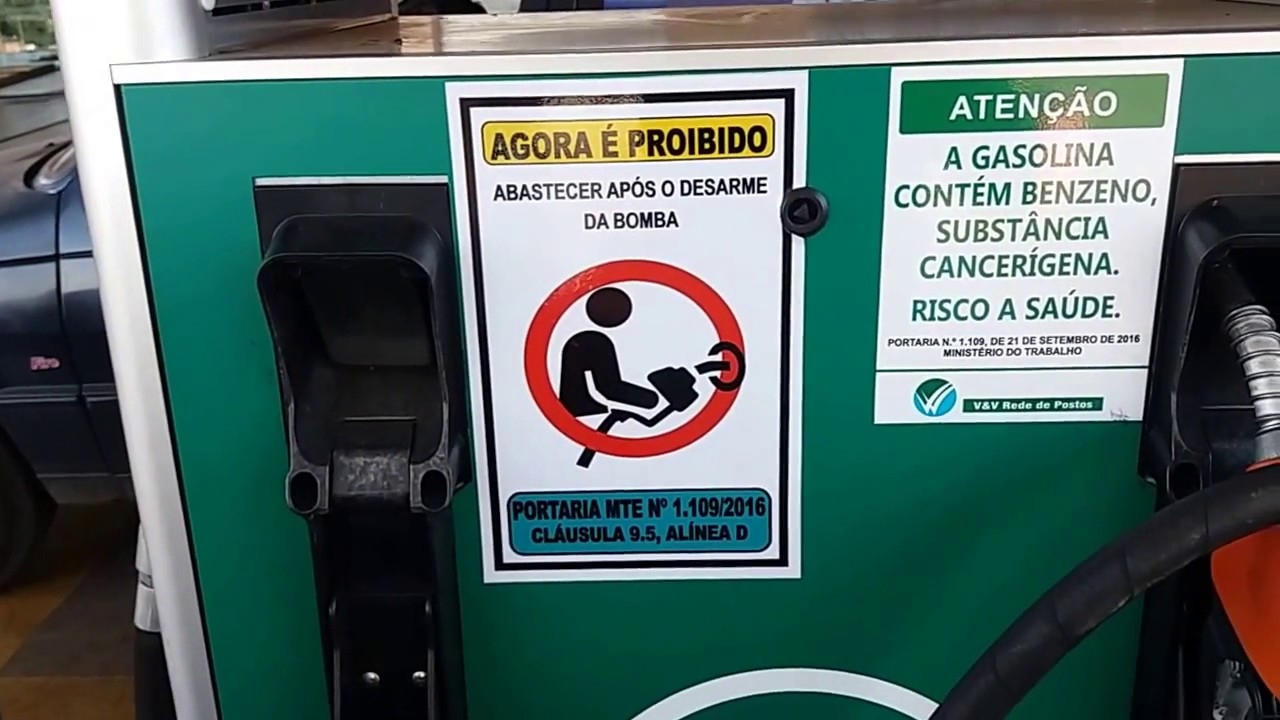 AGORA É PROIBIDO
ABASTECER APÓS O DESARME
DA BOMBA
PORTARIA MTE Nº 1.109/2016
CLÁUSULA 9.5, ALÍNEA D
ATENÇÃO
A GASOLINA
CONTÉM BENZENO,
SUBSTÂNCIA
CANCERÍGENA.
RISCO A SAÚDE.
PORTARIA N.º 1.109, DE 21 DE SETEMBRO DE 2016
MINISTÉRIO DO TRABALHO
V&V Rede de Postos
Fire